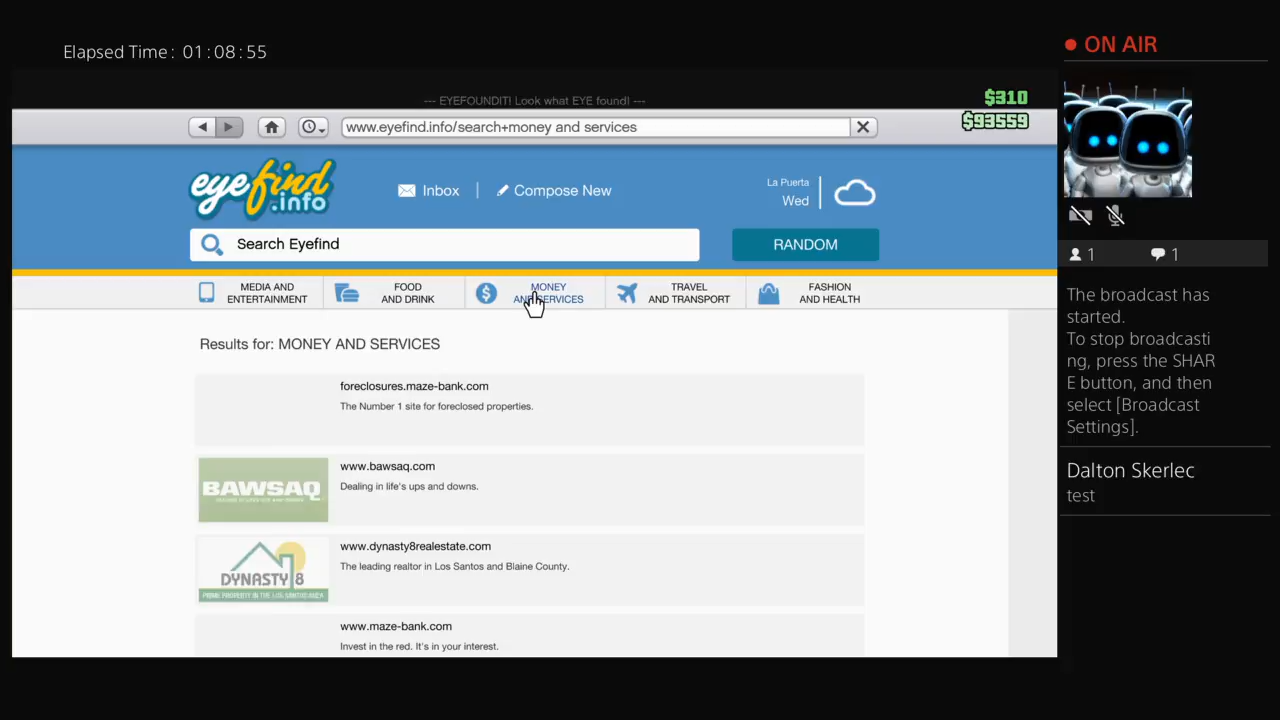 Elapsed Time: 01:08:55
ON AIR
--- EYEFOUNDIT! Look what EYE found! ---
$310
$93559
www.eyefind.info/search+money and services
eyefind
.info
Inbox
Compose New
La Puerta
Wed
Search Eyefind
RANDOM
MEDIA AND
ENTERTAINMENT
FOOD
AND DRINK
MONEY
AND SERVICES
TRAVEL
AND TRANSPORT
FASHION
AND HEALTH
Results for: MONEY AND SERVICES
foreclosures.maze-bank.com
The Number 1 site for foreclosed properties.
BAWSAQ
www.bawsaq.com
Dealing in life's ups and downs.
DYNASTY 8
PRIME PROPERTY IN THE LOS SANTOS AREA
www.dynasty8realestate.com
The leading realtor in Los Santos and Blaine County.
www.maze-bank.com
Invest in the red. It's in your interest.
1
1
The broadcast has
started.
To stop broadcasti
ng, press the SHAR
E button, and then
select [Broadcast
Settings].
Dalton Skerlec
test